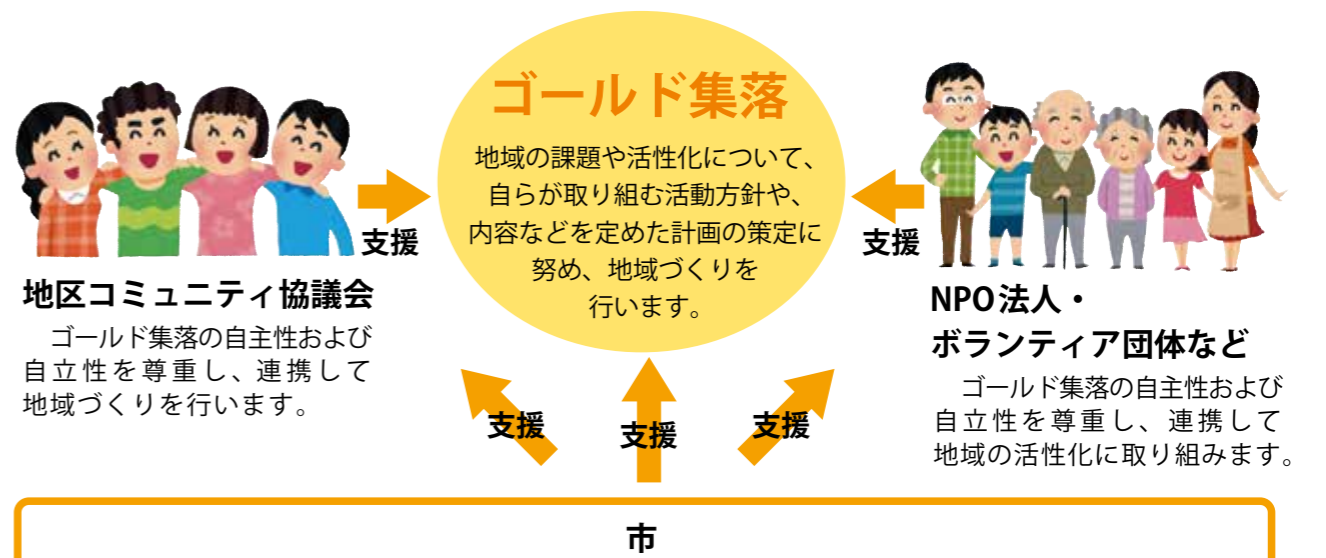 ゴールド集落
地域の課題や活性化について、
自らが取り組む活動方針や、
内容などを定めた計画の策定に
努め、地域づくりを
行います。
支援
地区コミュニティ協議会
ゴールド集落の自主性および
自立性を尊重し、連携して
地域づくりを行います。
支援
NPO法人・
ボランティア団体など
ゴールド集落の自主性および
自立性を尊重し、連携して
地域の活性化に取り組みます。
支援
支援
支援
市